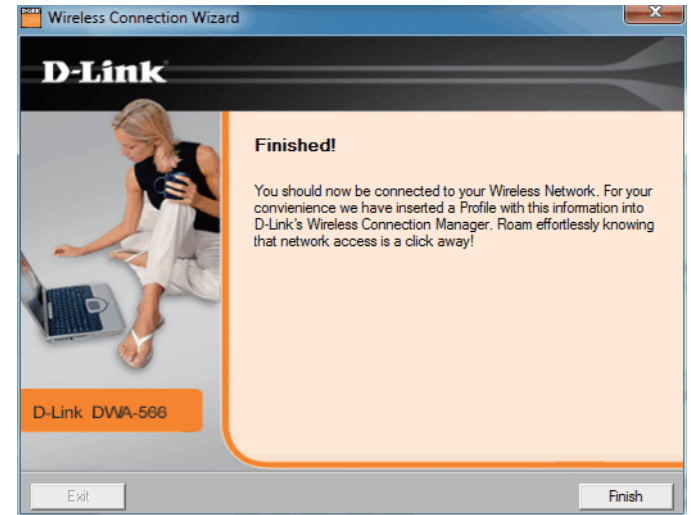 Wireless Connection Wizard
D-Link
Finished!
You should now be connected to your Wireless Network. For your
convienience we have inserted a Profile with this information into
D-Link's Wireless Connection Manager. Roam effortlessly knowing
that network access is a click away!
D-Link DWA-566
Exit
Finish